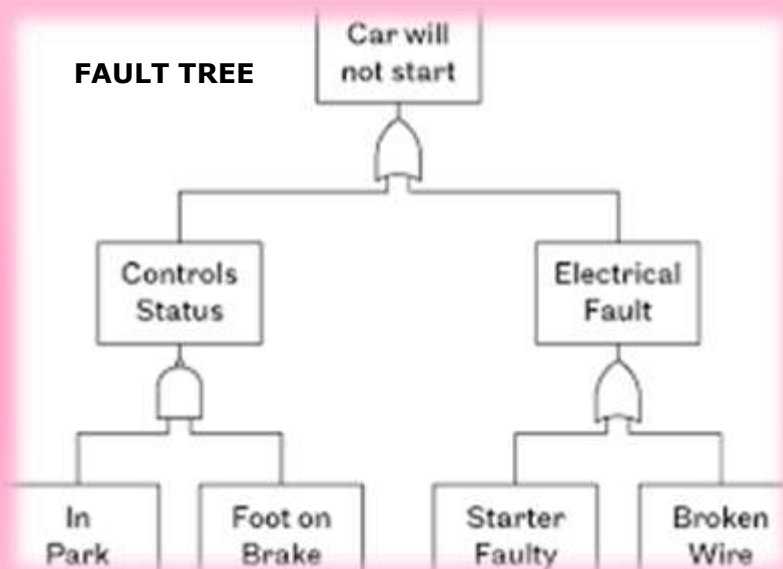 Car will
not start
FAULT TREE
Controls
Status
Electrical
Fault
In
Park
Foot on
Brake
Starter
Faulty
Broken
Wire